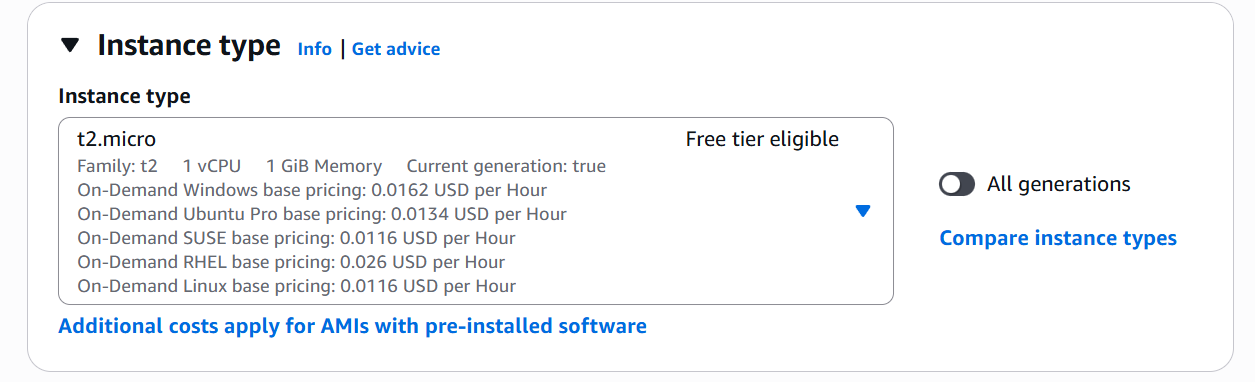 Instance type Info | Get advice
Instance type
t2.micro Free tier eligible
Family: t2 1 vCPU 1 GiB Memory Current generation: true
On-Demand Windows base pricing: 0.0162 USD per Hour
On-Demand Ubuntu Pro base pricing: 0.0134 USD per Hour
On-Demand SUSE base pricing: 0.0116 USD per Hour
On-Demand RHEL base pricing: 0.026 USD per Hour
On-Demand Linux base pricing: 0.0116 USD per Hour
All generations
Compare instance types
Additional costs apply for AMIs with pre-installed software